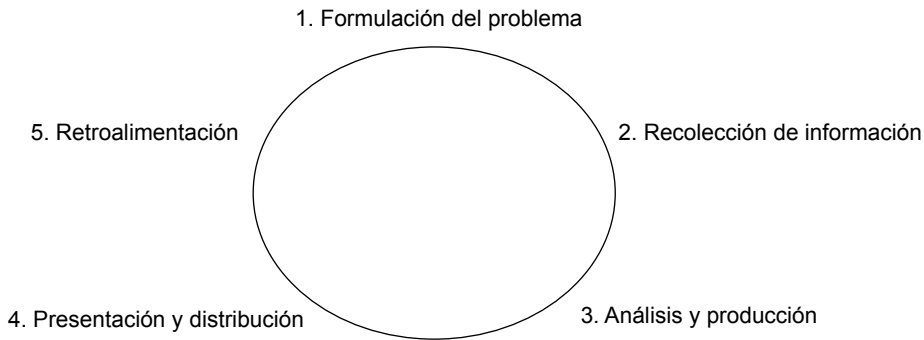 1. Formulación del problema
2. Recolección de información
3. Análisis y producción
4. Presentación y distribución
5. Retroalimentación